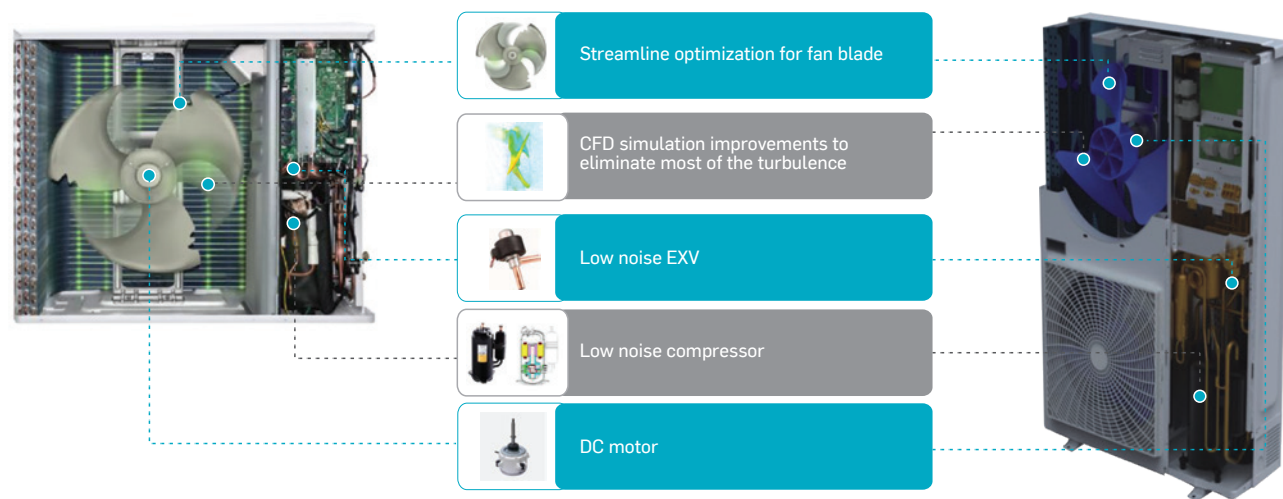 Streamline optimization for fan blade
CFD simulation improvements to
eliminate most of the turbulence
Low noise EXV
Low noise compressor
DC motor